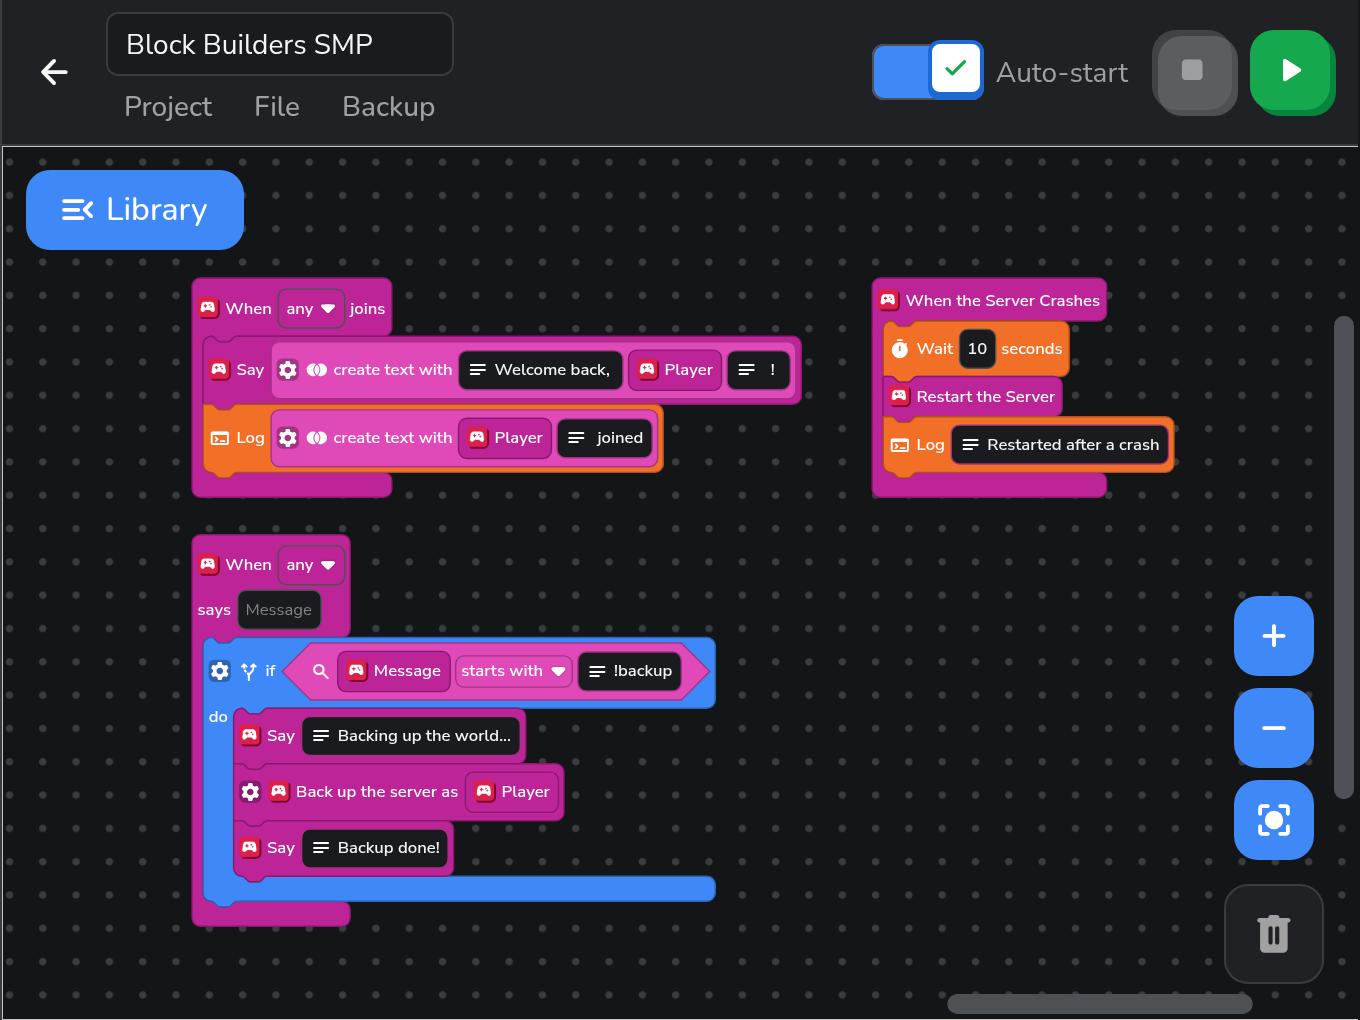 Block Builders SMP
Project File Backup
Auto-start
Library
When any joins
Say create text with Welcome back, Player !
Log create text with Player joined
When the Server Crashes
Wait 10 seconds
Restart the Server
Log Restarted after a crash
When any
says Message
if Message starts with !backup
do
Say Backing up the world...
Back up the server as Player
Say Backup done!